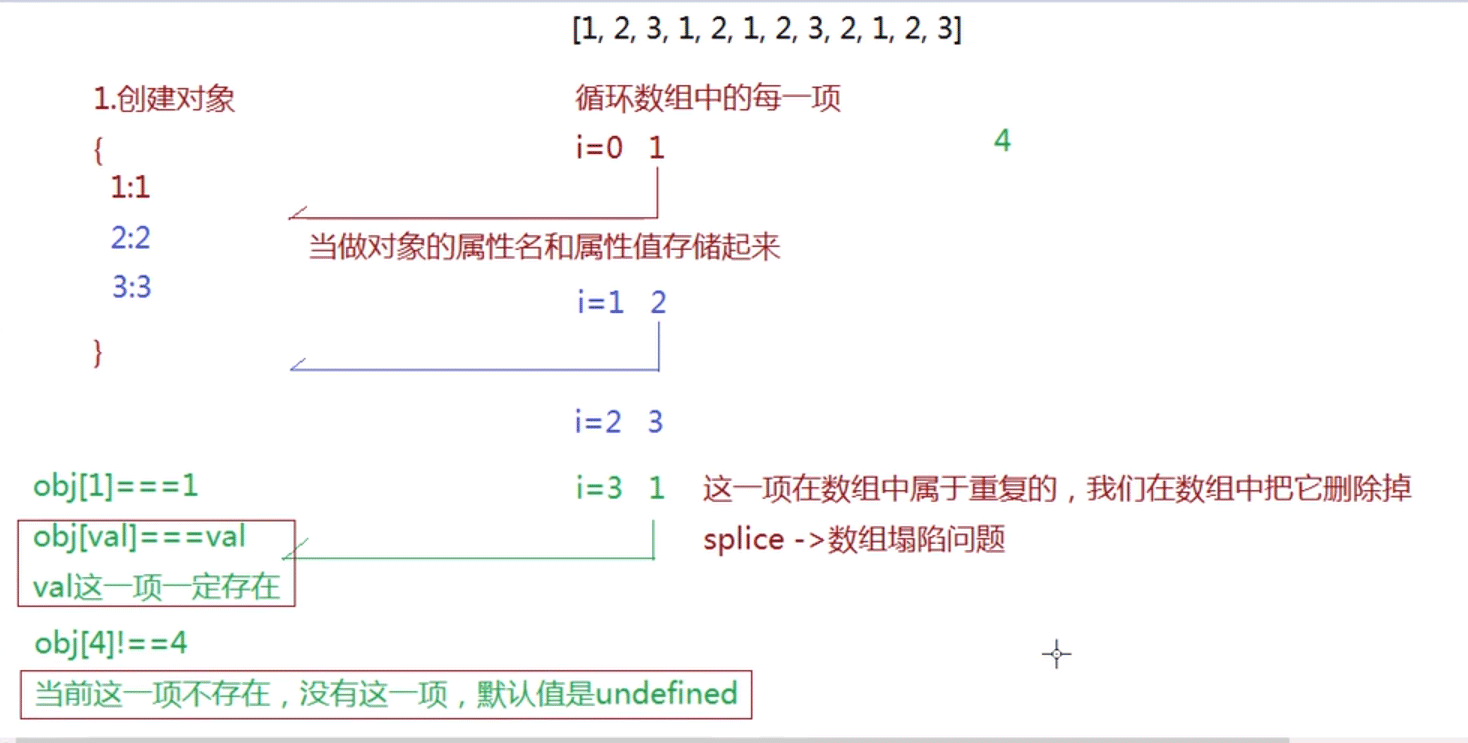 [1, 2, 3, 1, 2, 1, 2, 3, 2, 1, 2, 3]
1.创建对象
循环数组中的每一项
{
i=0 1
4
1:1
2:2
当做对象的属性名和属性值存储起来
3:3
i=1 2
}
i=2 3
obj[1]===1
i=3 1 这一项在数组中属于重复的，我们在数组中把它删除掉
obj[val]===val
splice ->数组塌陷问题
val这一项一定存在
obj[4]!==4
当前这一项不存在，没有这一项，默认值是undefined